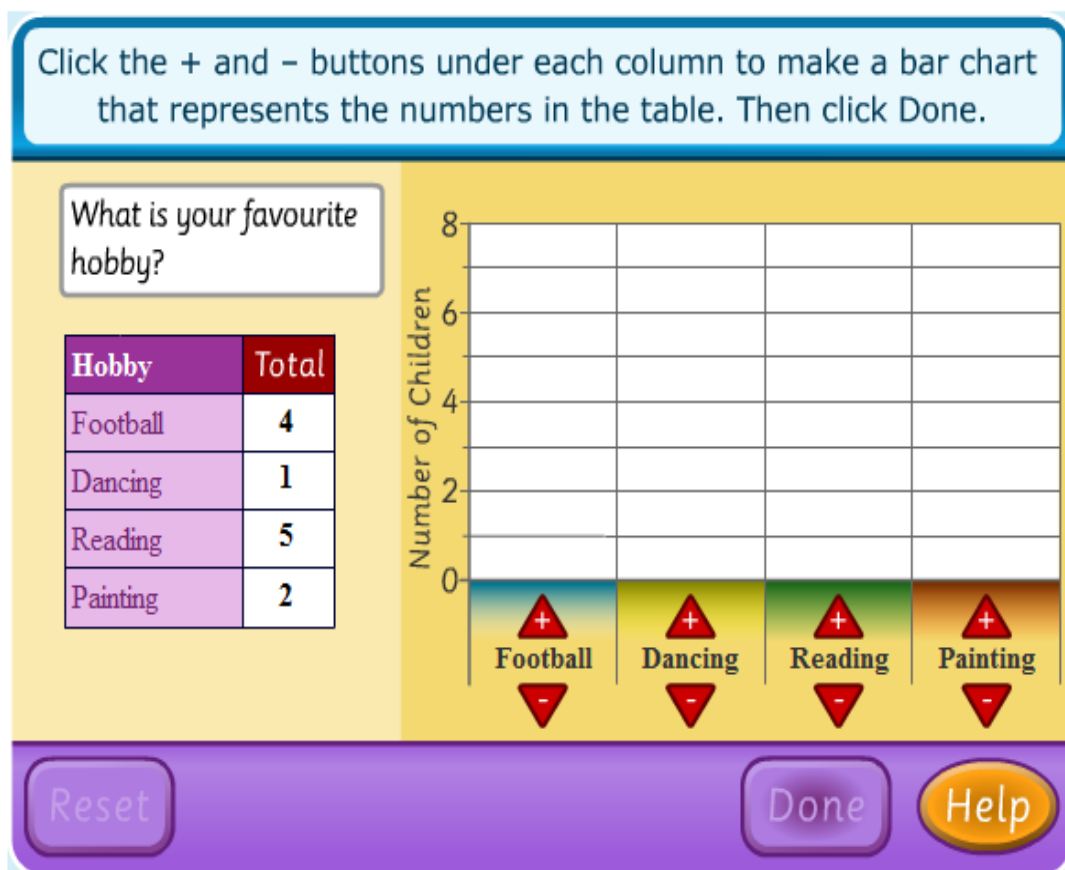 Click the + and – buttons under each column to make a bar chart
that represents the numbers in the table. Then click Done.
What is your favourite
hobby?
Hobby Total
Football 4
Dancing 1
Reading 5
Painting 2
Number of Children
8
6
4
2
0
+ + + +
Football Dancing Reading Painting
- - - -
Reset Done Help